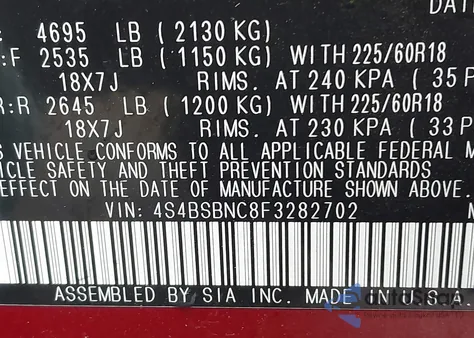 DAT
: 4695 LB ( 2130 KG)
:F 2535 LB ( 1150 KG) WITH 225/60R18
18X7J RIMS. AT 240 KPA ( 35 P
R:R 2645 LB ( 1200 KG) WITH 225/60R18
18X7J RIMS. AT 230 KPA ( 33 P
S VEHICLE CONFORMS TO ALL APPLICABLE FEDERAL M
VEHICLE SAFETY AND THEFT PREVENTION STANDARDS
EFFECT ON THE DATE OF MANUFACTURE SHOWN ABOVE.
VIN: 4S4BSBNC8F3282702
ASSEMBLED BY SIA INC. MADE IN U.S.A.